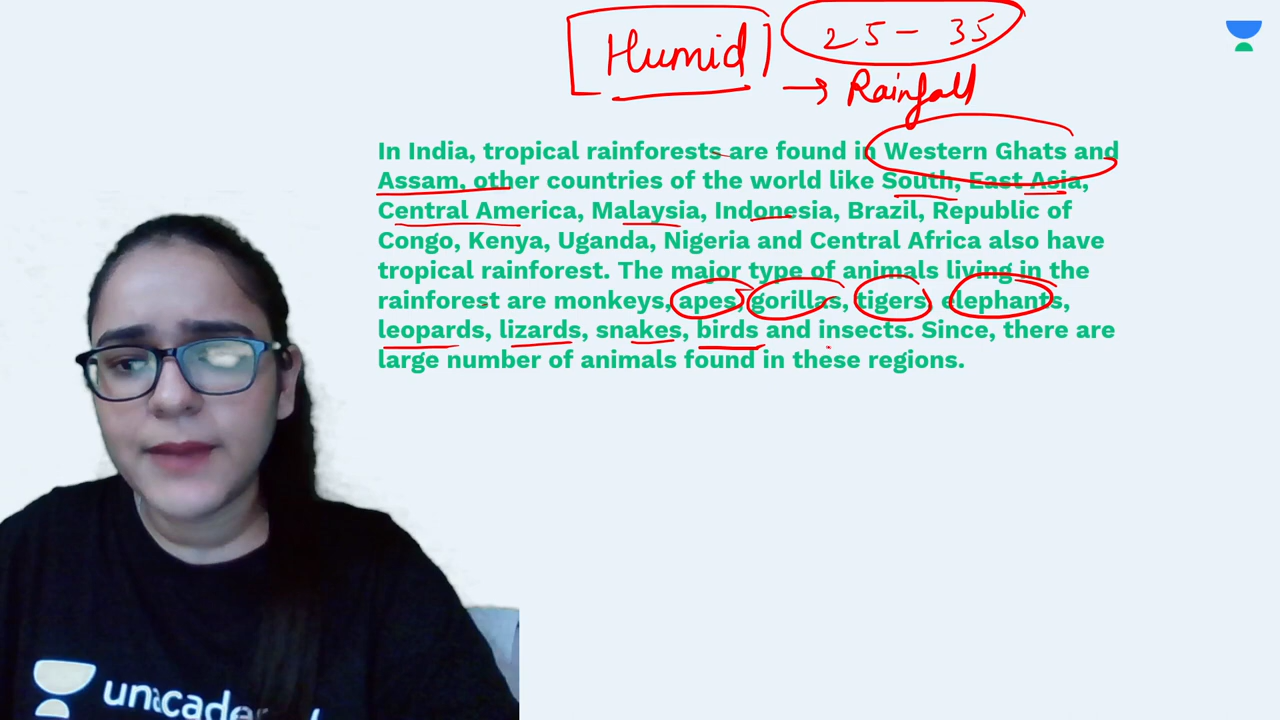 Humid 25 - 35
→ Rainfall
In India, tropical rainforests are found in Western Ghats and
Assam, other countries of the world like South, East Asia,
Central America, Malaysia, Indonesia, Brazil, Republic of
Congo, Kenya, Uganda, Nigeria and Central Africa also have
tropical rainforest. The major type of animals living in the
rainforest are monkeys, apes, gorillas, tigers, elephants,
leopards, lizards, snakes, birds and insects. Since, there are
large number of animals found in these regions.